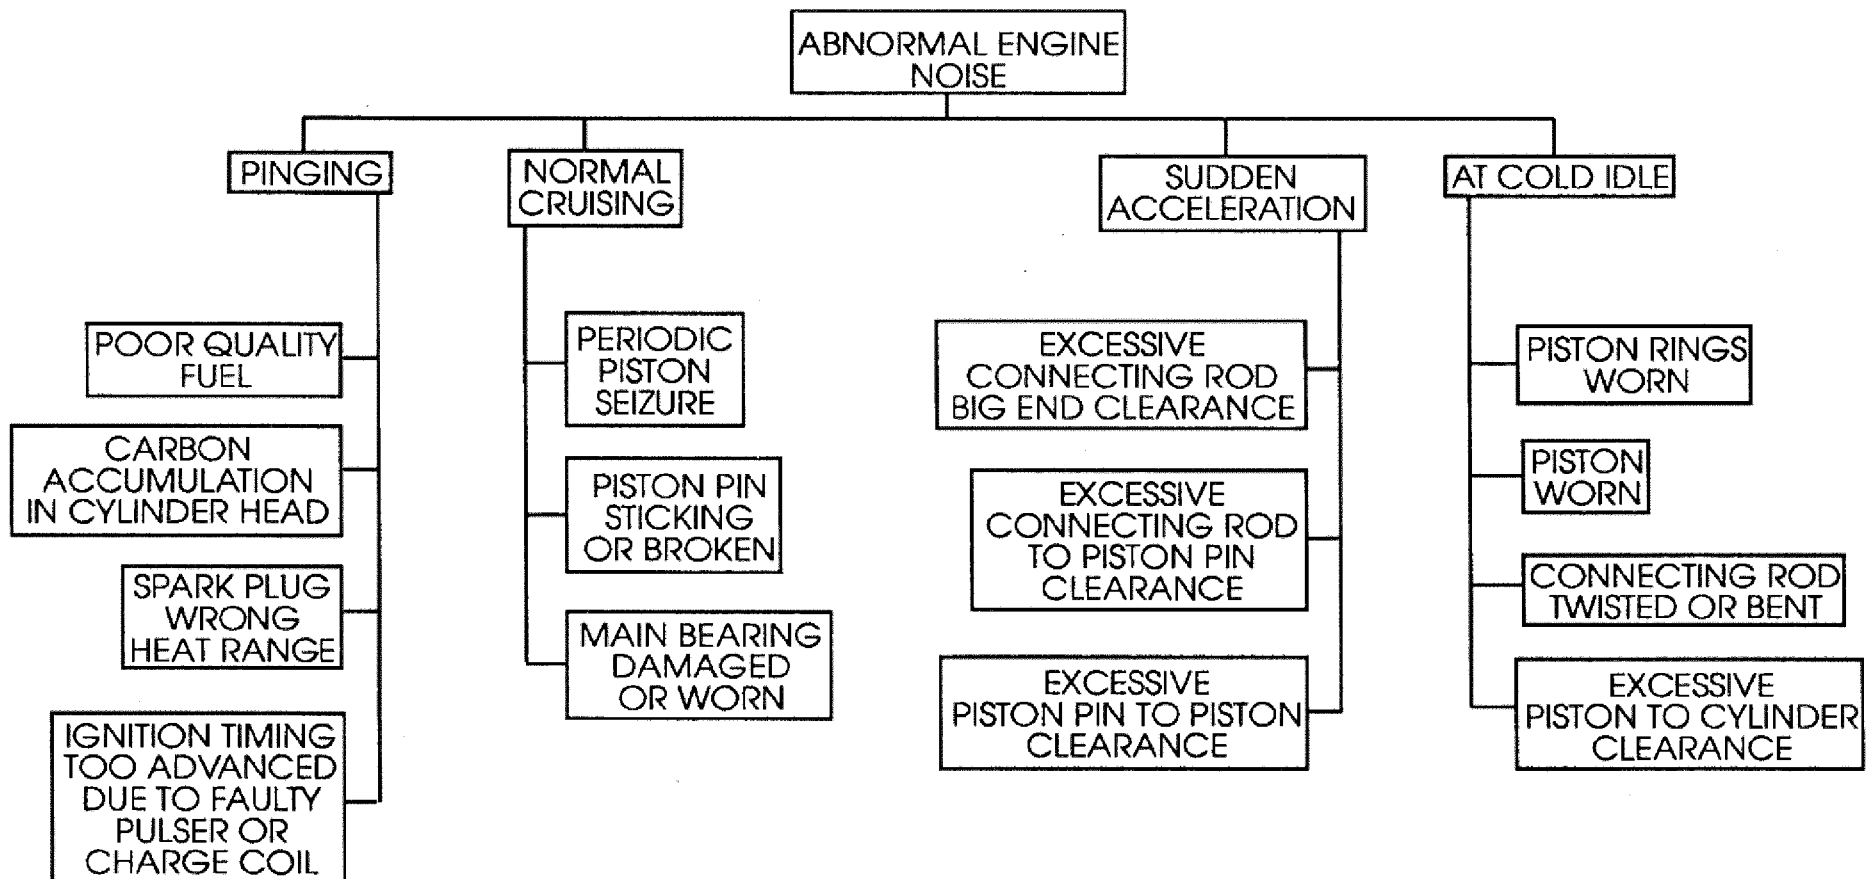 ABNORMAL ENGINE
NOISE
PINGING
NORMAL
CRUISING
SUDDEN
ACCELERATION
AT COLD IDLE
POOR QUALITY
FUEL
CARBON
ACCUMULATION
IN CYLINDER HEAD
SPARK PLUG
WRONG
HEAT RANGE
IGNITION TIMING
TOO ADVANCED
DUE TO FAULTY
PULSER OR
CHARGE COIL
PERIODIC
PISTON
SEIZURE
PISTON PIN
STICKING
OR BROKEN
MAIN BEARING
DAMAGED
OR WORN
EXCESSIVE
CONNECTING ROD
BIG END CLEARANCE
EXCESSIVE
CONNECTING ROD
TO PISTON PIN
CLEARANCE
EXCESSIVE
PISTON PIN TO PISTON
CLEARANCE
PISTON RINGS
WORN
PISTON
WORN
CONNECTING ROD
TWISTED OR BENT
EXCESSIVE
PISTON TO CYLINDER
CLEARANCE